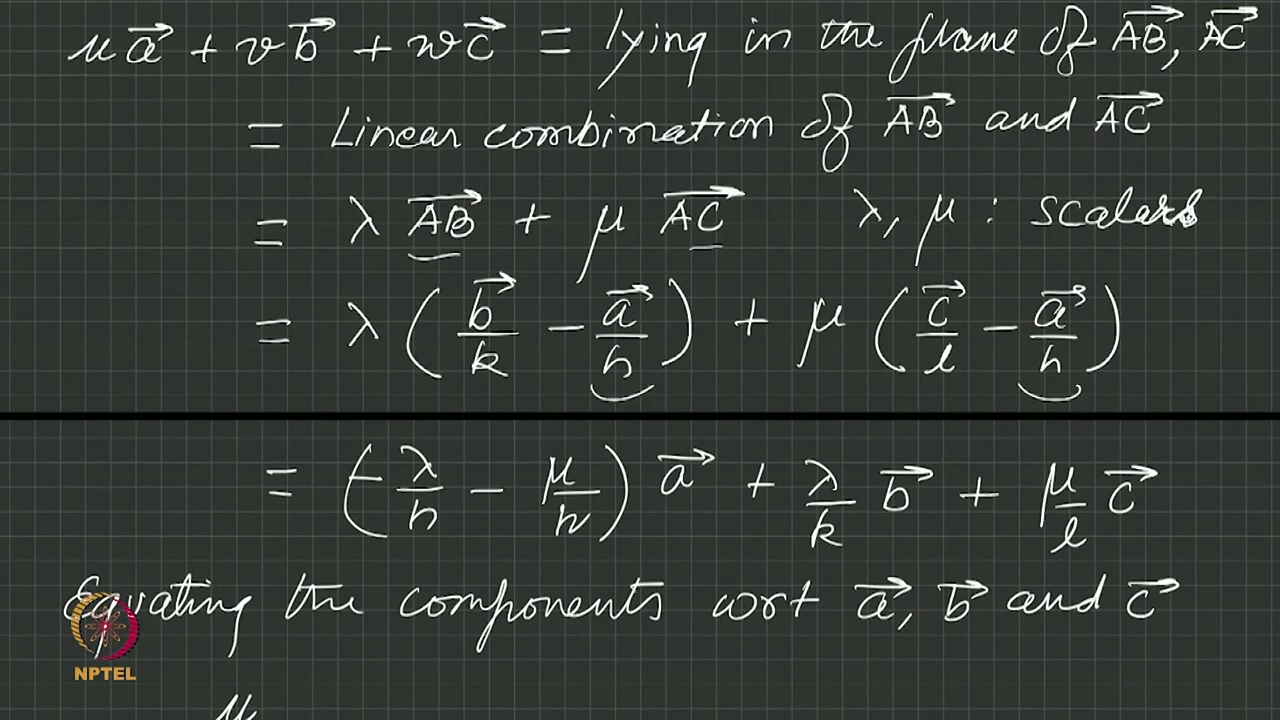 u a⃗ + v b⃗ + w c⃗ = lying in the plane of AB⃗, AC⃗
= Linear combination of AB⃗ and AC⃗
= λ AB⃗ + μ AC⃗ λ, μ : scalars
= λ (b⃗/k − a⃗/h) + μ (c⃗/l − a⃗/h)
= (−λ/h − μ/h) a⃗ + λ/k b⃗ + μ/l c⃗
Equating the components wrt a⃗, b⃗ and c⃗
NPTEL
u